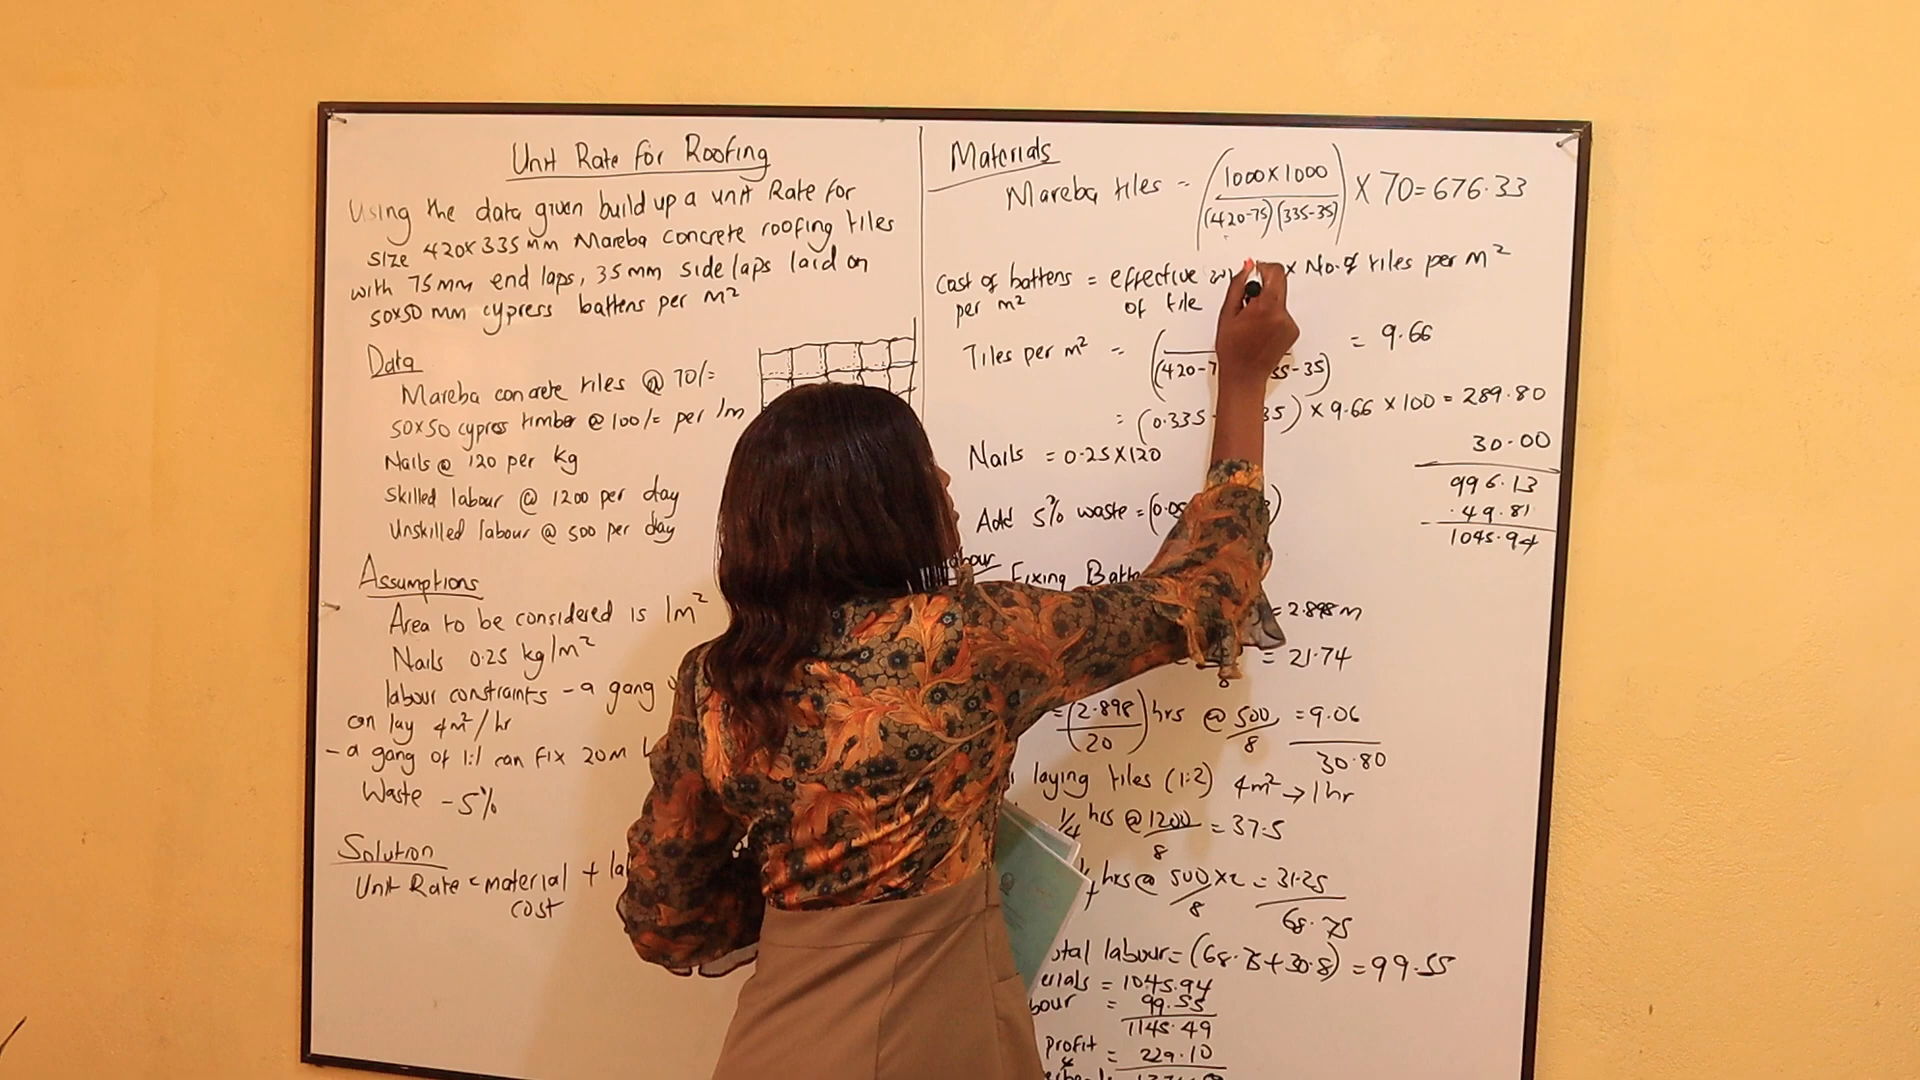 Unit Rate for Roofing
Using the data given build up a unit Rate for
size 420x335mm Mareba concrete roofing tiles
with 75mm end laps, 35mm side laps laid on
50x50 mm cypress battens per m²
Data
Mareba concrete tiles @ 70/=
50x50 cypress timber @ 100/= per 1m
Nails @ 120 per kg
Skilled labour @ 1200 per day
Unskilled labour @ 500 per day
Assumptions
Area to be considered is 1m²
Nails 0.25 kg/m²
labour constraints - a gang
can lay 4m²/hr
- a gang of 1:1 can fix 20m
Waste - 5%
Solution
Unit Rate = material +
cost
Materials
Mareba tiles = (1000x1000 / (420-75)(335-35)) x 70 = 676.33
Cost of battens = effective x No. of tiles per m²
per m² of tile
Tiles per m² = (420-7 -35) = 9.66
= (0.335 - 35) x 9.66 x 100 = 289.80
Nails = 0.25x120 30.00
996.13
Add 5% waste = (0.05 ) 49.81
1045.94
Fixing
= 2.898m
8 = 21.74
= (2.898 / 20) hrs @ 500/8 = 9.06
30.80
laying tiles (1:2) 4m² → 1hr
1/4 hrs @ 1200/8 = 37.5
hrs @ 500/8 x2 = 31.25
68.75
labour = (68.75+30.8) = 99.55
= 1045.94
= 99.55
1145.49
profit = 229.10
&